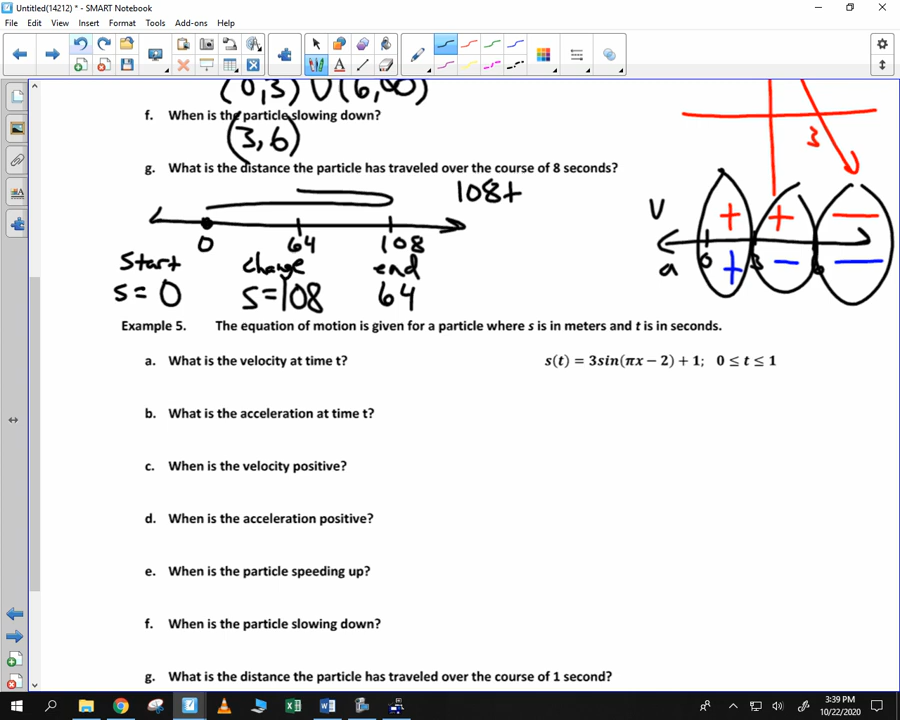 Untitled(14212) * - SMART Notebook
File Edit View Insert Format Tools Add-ons Help
(0,3) U(6,∞)
f. When is the particle slowing down?
(3,6)
3
g. What is the distance the particle has traveled over the course of 8 seconds?
108+
V + + —
0 64 108
a 0 + 3 — 6 —
Start change end
s= 0 s=108 64
Example 5. The equation of motion is given for a particle where s is in meters and t is in seconds.
a. What is the velocity at time t? s(t) = 3sin(πx − 2) + 1; 0 ≤ t ≤ 1
b. What is the acceleration at time t?
c. When is the velocity positive?
d. When is the acceleration positive?
e. When is the particle speeding up?
f. When is the particle slowing down?
g. What is the distance the particle has traveled over the course of 1 second?
3:39 PM
10/22/2020